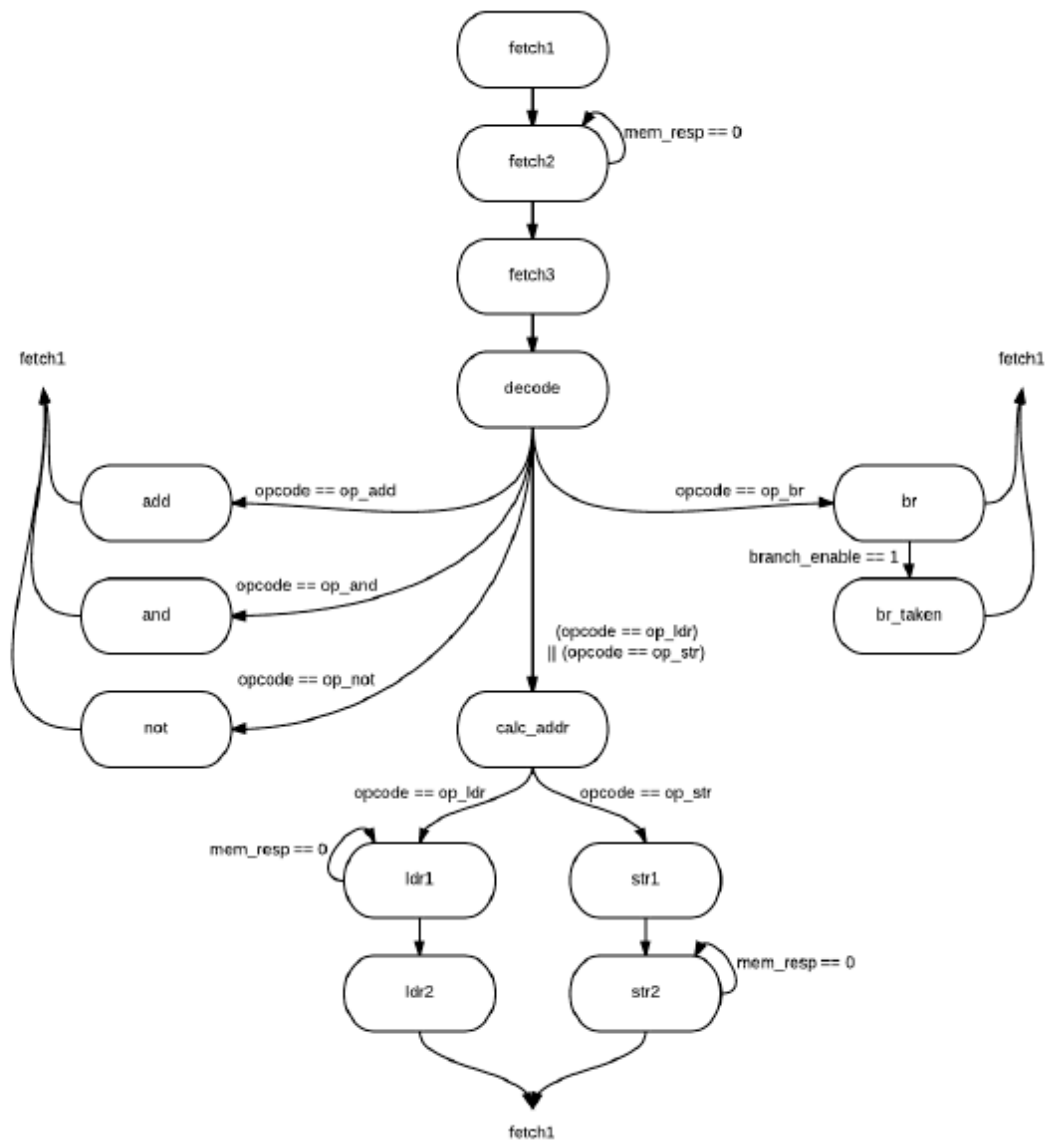 fetch1
mem_resp == 0
fetch2
fetch3
fetch1
fetch1
decode
opcode == op_add
opcode == op_br
add
br
branch_enable == 1
opcode == op_and
and
br_taken
(opcode == op_ldr)
|| (opcode == op_str)
opcode == op_not
not
calc_addr
opcode == op_ldr
opcode == op_str
mem_resp == 0
ldr1
str1
mem_resp == 0
ldr2
str2
fetch1